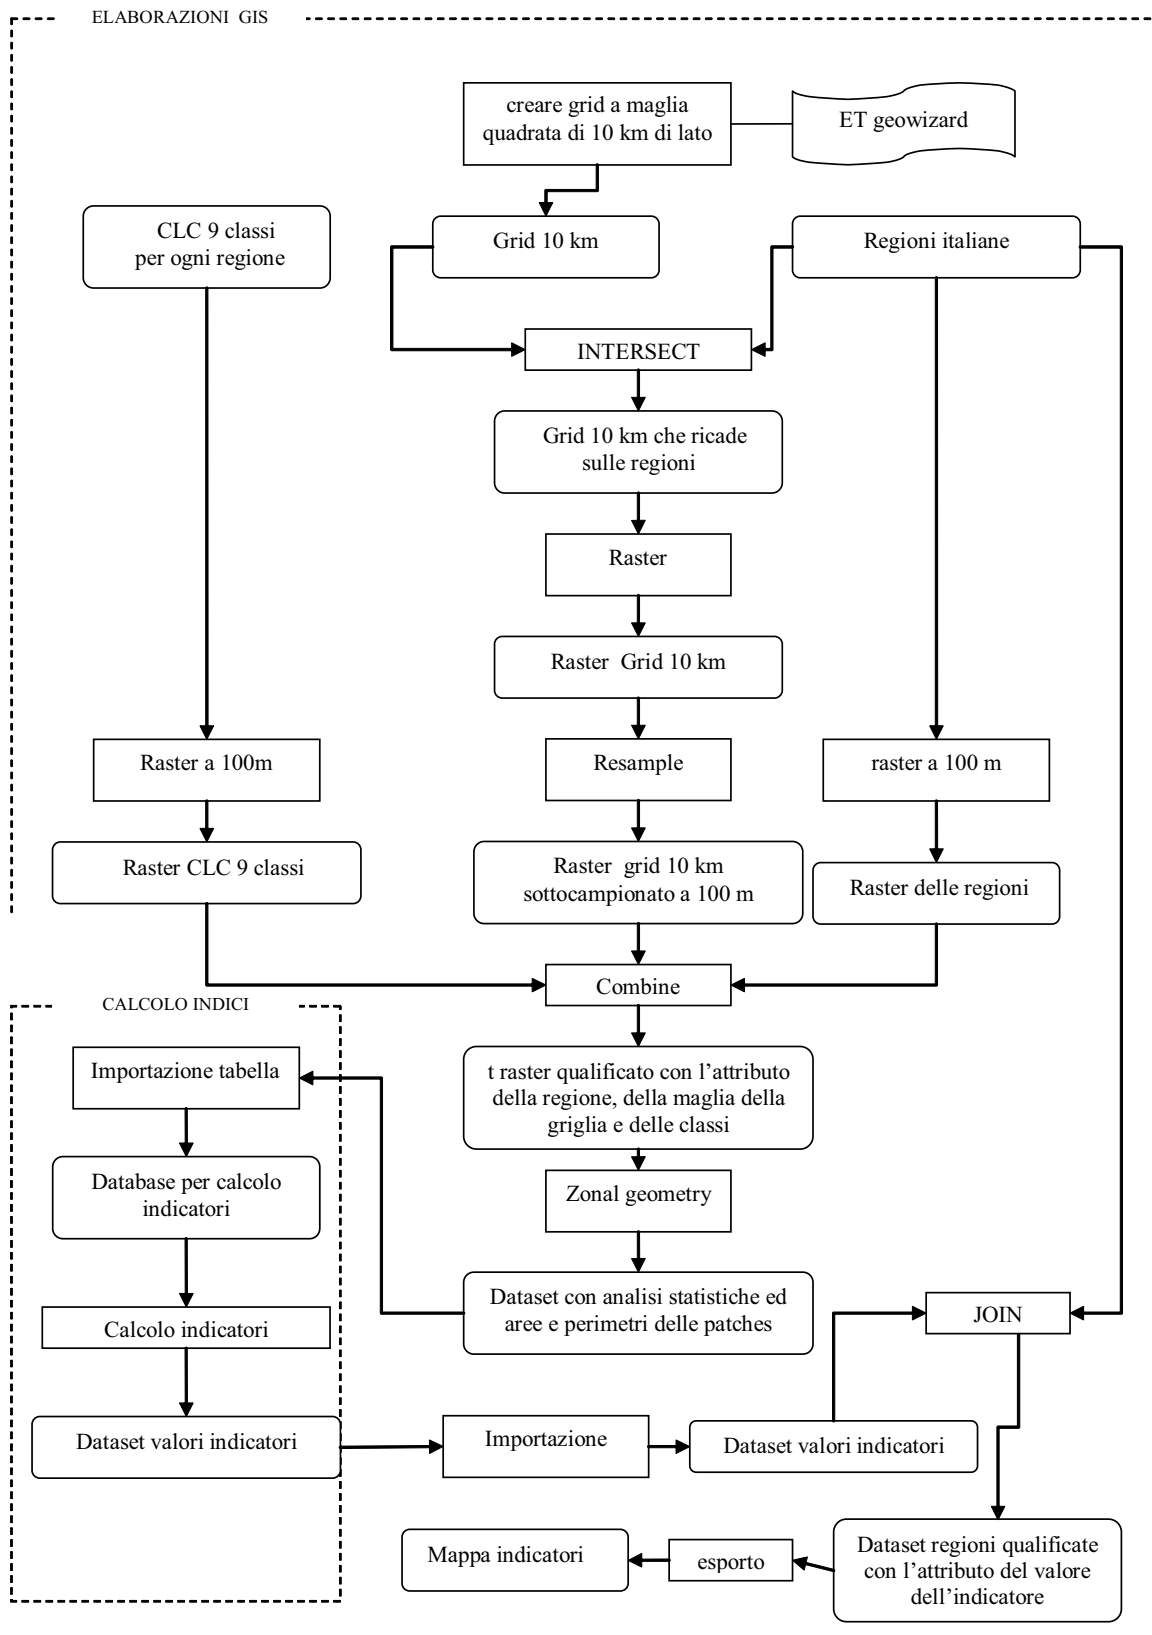 ELABORAZIONI GIS
creare grid a maglia
quadrata di 10 km di lato
ET geowizard
CLC 9 classi
per ogni regione
Grid 10 km
Regioni italiane
INTERSECT
Grid 10 km che ricade
sulle regioni
Raster
Raster Grid 10 km
Raster a 100m
Resample
raster a 100 m
Raster CLC 9 classi
Raster grid 10 km
sottocampionato a 100 m
Raster delle regioni
Combine
CALCOLO INDICI
Importazione tabella
t raster qualificato con l’attributo
della regione, della maglia della
griglia e delle classi
Database per calcolo
indicatori
Zonal geometry
Dataset con analisi statistiche ed
aree e perimetri delle patches
JOIN
Calcolo indicatori
Dataset valori indicatori
Importazione
Dataset valori indicatori
Mappa indicatori
esporto
Dataset regioni qualificate
con l’attributo del valore
dell’indicatore